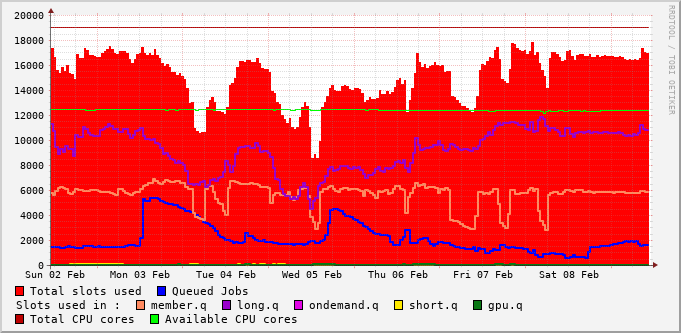 20000
18000
16000
14000
12000
10000
8000
6000
4000
2000
0
Sun 02 Feb Mon 03 Feb Tue 04 Feb Wed 05 Feb Thu 06 Feb Fri 07 Feb Sat 08 Feb
RRDTOOL / TOBI OETIKER
Total slots used Queued Jobs
Slots used in : member.q long.q ondemand.q short.q gpu.q
Total CPU cores Available CPU cores